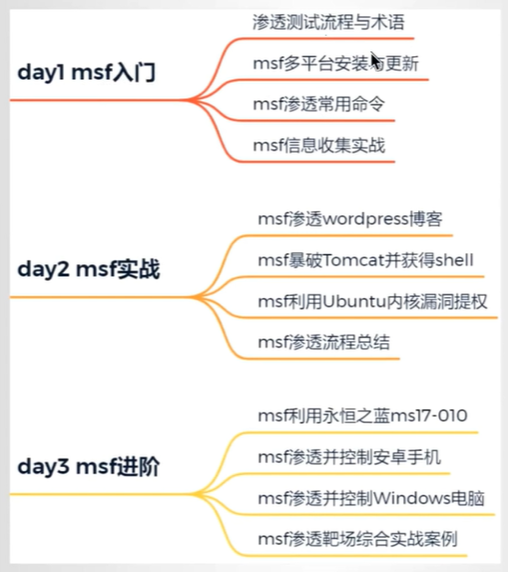 day1 msf入门
渗透测试流程与术语
msf多平台安装与更新
msf渗透常用命令
msf信息收集实战
day2 msf实战
msf渗透wordpress博客
msf暴破Tomcat并获得shell
msf利用Ubuntu内核漏洞提权
msf渗透流程总结
day3 msf进阶
msf利用永恒之蓝ms17-010
msf渗透并控制安卓手机
msf渗透并控制Windows电脑
msf渗透靶场综合实战案例